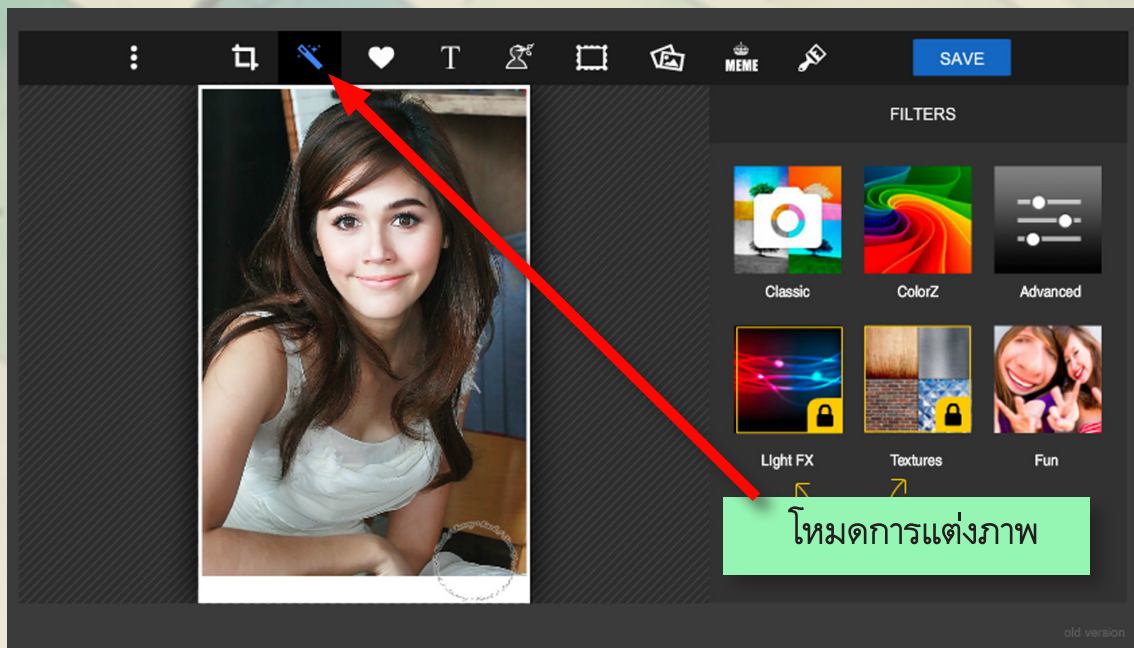 T
MEME
SAVE
FILTERS
Classic
ColorZ
Advanced
LIght FX
Textures
Fun
โหมดการแต่งภาพ
old version